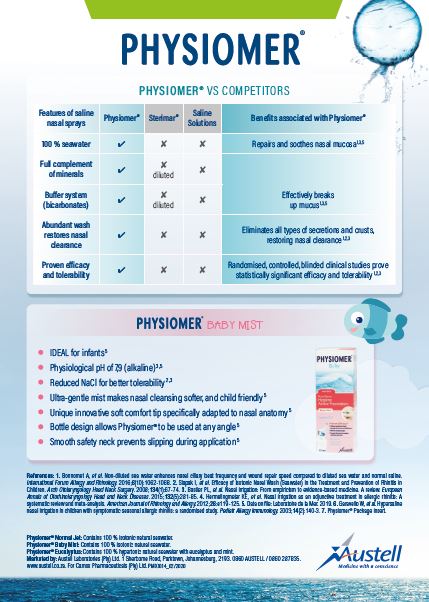 PHYSIOMER®
PHYSIOMER® VS COMPETITORS
Features of saline nasal sprays Physiomer® Sterimar® Saline Solutions Benefits associated with Physiomer®
100 % seawater ✔ ✘ ✘ Repairs and soothes nasal mucosa1,3,5
Full complement of minerals ✔ ✘ diluted ✘
Buffer system (bicarbonates) ✔ ✘ diluted ✘ Effectively breaks up mucus1,3,5
Abundant wash restores nasal clearance ✔ ✘ ✘ Eliminates all types of secretions and crusts, restoring nasal clearance1,2,3
Proven efficacy and tolerability ✔ ✘ ✘ Randomised, controlled, blinded clinical studies prove statistically significant efficacy and tolerability1,2,3
PHYSIOMER® BABY MIST
• IDEAL for infants5
• Physiological pH of 7,9 (alkaline)3,5
• Reduced NaCl for better tolerability7,3
• Ultra-gentle mist makes nasal cleansing softer, and child friendly5
• Unique innovative soft comfort tip specifically adapted to nasal anatomy5
• Bottle design allows Physiomer® to be used at any angle5
• Smooth safety neck prevents slipping during application5
PHYSIOMER®
Baby
Hygiene
References: 1. Bonnomet A, et al. Non-diluted sea water enhances nasal ciliary beat frequency and wound repair speed compared to diluted sea water and normal saline.
International Forum Allergy and Rhinology. 2016;6(10):1062-1068. 2. Slapak I, et al. Efficacy of Isotonic Nasal Wash (Seawater) in the Treatment and Prevention of Rhinitis in
Children. Arch Otolaryngology Head Neck Surgery. 2008;134(1):67-74. 3. Bastier PL, et al. Nasal irrigation: From empiricism to evidence-based medicine. A review. European
Annals of Otorhinolaryngology Head and Neck Diseases. 2015;132(5):281-85. 4. Hermelingmeier KE, et al. Nasal irrigation as an adjunctive treatment in allergic rhinitis: A
systematic review and meta-analysis. American Journal of Rhinology and Allergy. 2012;26:e119-125. 5. Data on file: Laboratoire de la Mer. 2019. 6. Garavello W, et al. Hypersaline
nasal irrigation in children with symptomatic seasonal allergic rhinitis: a randomised study. Pediatr Allergy Immunology. 2003;14(2):140-3. 7. Physiomer® Package insert.
Physiomer® Normal Jet: Contains 100 % isotonic natural seawater.
Physiomer® Baby Mist: Contains 100 % isotonic natural seawater.
Physiomer® Eucalyptus: Contains 100 % hypertonic natural seawater with eucalyptus and mint.
Marketed by: Austell Laboratories (Pty) Ltd. 1 Sherborne Road, Parktown, Johannesburg, 2193. 0860 AUSTELL / 0860 287835.
www.austell.co.za. For Camox Pharmaceuticals (Pty) Ltd.
Austell
Medicine with a conscience